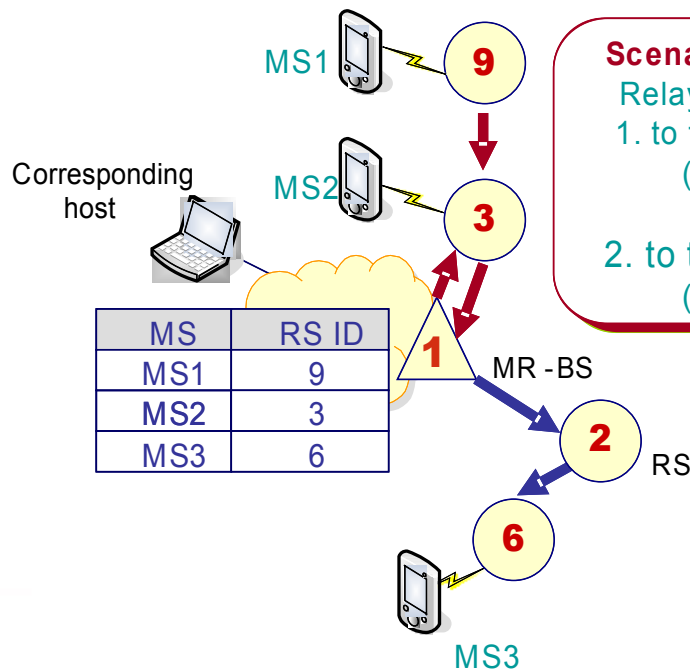 MS1
9
Scena
Relay
1. to
(
MS2
3
2. to
(
Corresponding
host
MS RS ID
MS1 9
MS2 3
MS3 6
1
MR -BS
2
RS
6
MS3